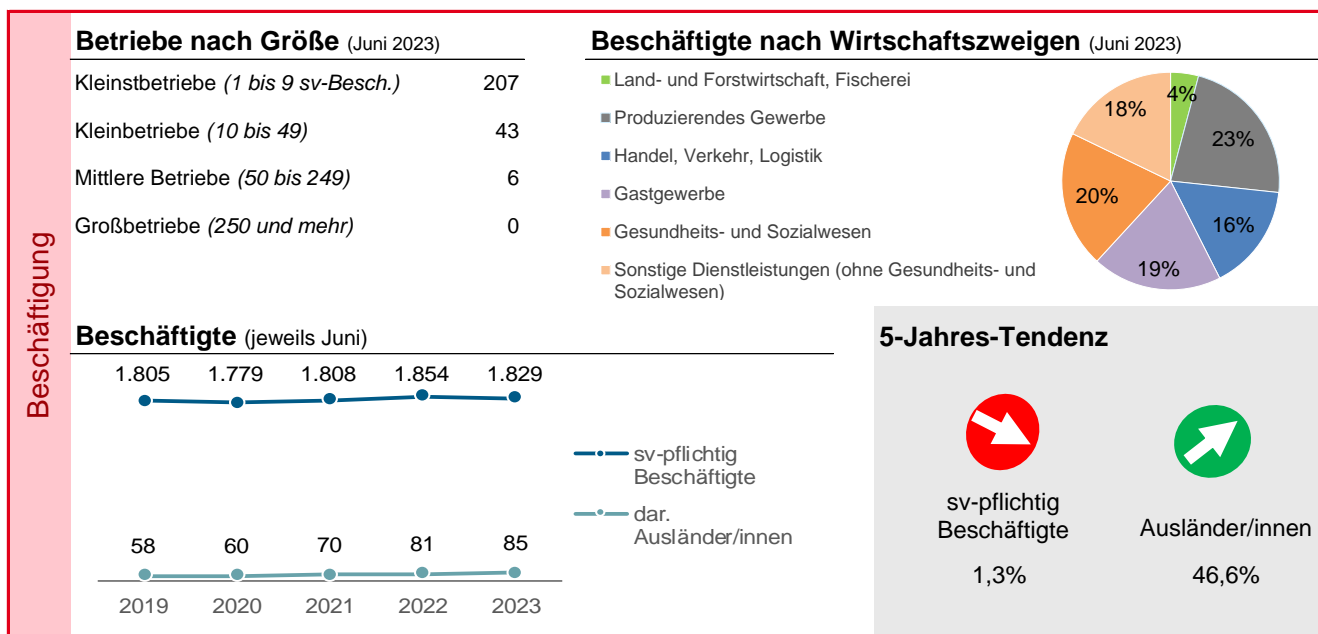 Beschäftigung
Betriebe nach Größe (Juni 2023)
Kleinstbetriebe (1 bis 9 sv-Besch.) 207
Kleinbetriebe (10 bis 49) 43
Mittlere Betriebe (50 bis 249) 6
Großbetriebe (250 und mehr) 0
Beschäftigte nach Wirtschaftszweigen (Juni 2023)
Land- und Forstwirtschaft, Fischerei
Produzierendes Gewerbe
Handel, Verkehr, Logistik
Gastgewerbe
Gesundheits- und Sozialwesen
Sonstige Dienstleistungen (ohne Gesundheits- und
Sozialwesen)
4%
23%
16%
19%
20%
18%
Beschäftigte (jeweils Juni)
1.805 1.779 1.808 1.854 1.829
sv-pflichtig
Beschäftigte
dar.
Ausländer/innen
58 60 70 81 85
2019 2020 2021 2022 2023
5-Jahres-Tendenz
sv-pflichtig
Beschäftigte
1,3%
Ausländer/innen
46,6%